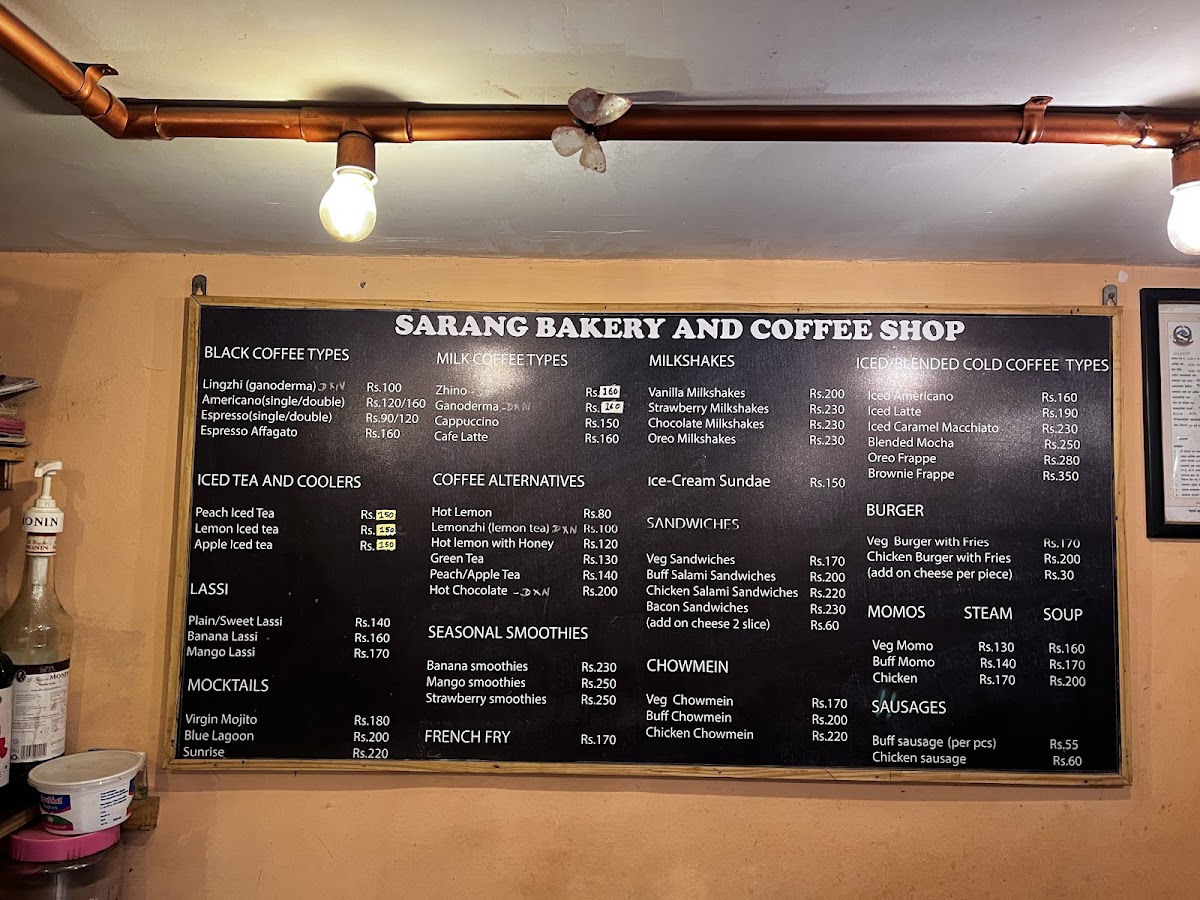 SARANG BAKERY AND COFFEE SHOP
BLACK COFFEE TYPES
Lingzhi (ganoderma) DXN Rs.100
Americano(single/double) Rs.120/160
Espresso(single/double) Rs.90/120
Espresso Affagato Rs.160
ICED TEA AND COOLERS
Peach Iced Tea Rs.150
Lemon Iced tea Rs.150
Apple Iced tea Rs.150
LASSI
Plain/Sweet Lassi Rs.140
Banana Lassi Rs.160
Mango Lassi Rs.170
MOCKTAILS
Virgin Mojito Rs.180
Blue Lagoon Rs.200
Sunrise Rs.220
MILK COFFEE TYPES
Zhino - Rs.160
Ganoderma -DXN Rs.160
Cappuccino Rs.150
Cafe Latte Rs.160
COFFEE ALTERNATIVES
Hot Lemon Rs.80
Lemonzhi (lemon tea) DXN Rs.100
Hot lemon with Honey Rs.120
Green Tea Rs.130
Peach/Apple Tea Rs.140
Hot Chocolate -DXN Rs.200
SEASONAL SMOOTHIES
Banana smoothies Rs.230
Mango smoothies Rs.250
Strawberry smoothies Rs.250
FRENCH FRY Rs.170
MILKSHAKES
Vanilla Milkshakes Rs.200
Strawberry Milkshakes Rs.230
Chocolate Milkshakes Rs.230
Oreo Milkshakes Rs.230
Ice-Cream Sundae Rs.150
SANDWICHES
Veg Sandwiches Rs.170
Buff Salami Sandwiches Rs.200
Chicken Salami Sandwiches Rs.220
Bacon Sandwiches Rs.230
(add on cheese 2 slice) Rs.60
CHOWMEIN
Veg Chowmein Rs.170
Buff Chowmein Rs.200
Chicken Chowmein Rs.220
ICED/BLENDED COLD COFFEE TYPES
Iced Americano Rs.160
Iced Latte Rs.190
Iced Caramel Macchiato Rs.230
Blended Mocha Rs.250
Oreo Frappe Rs.280
Brownie Frappe Rs.350
BURGER
Veg Burger with Fries Rs.170
Chicken Burger with Fries Rs.200
(add on cheese per piece) Rs.30
MOMOS STEAM SOUP
Veg Momo Rs.130 Rs.160
Buff Momo Rs.140 Rs.170
Chicken Rs.170 Rs.200
SAUSAGES
Buff sausage (per pcs) Rs.55
Chicken sausage Rs.60
MONIN